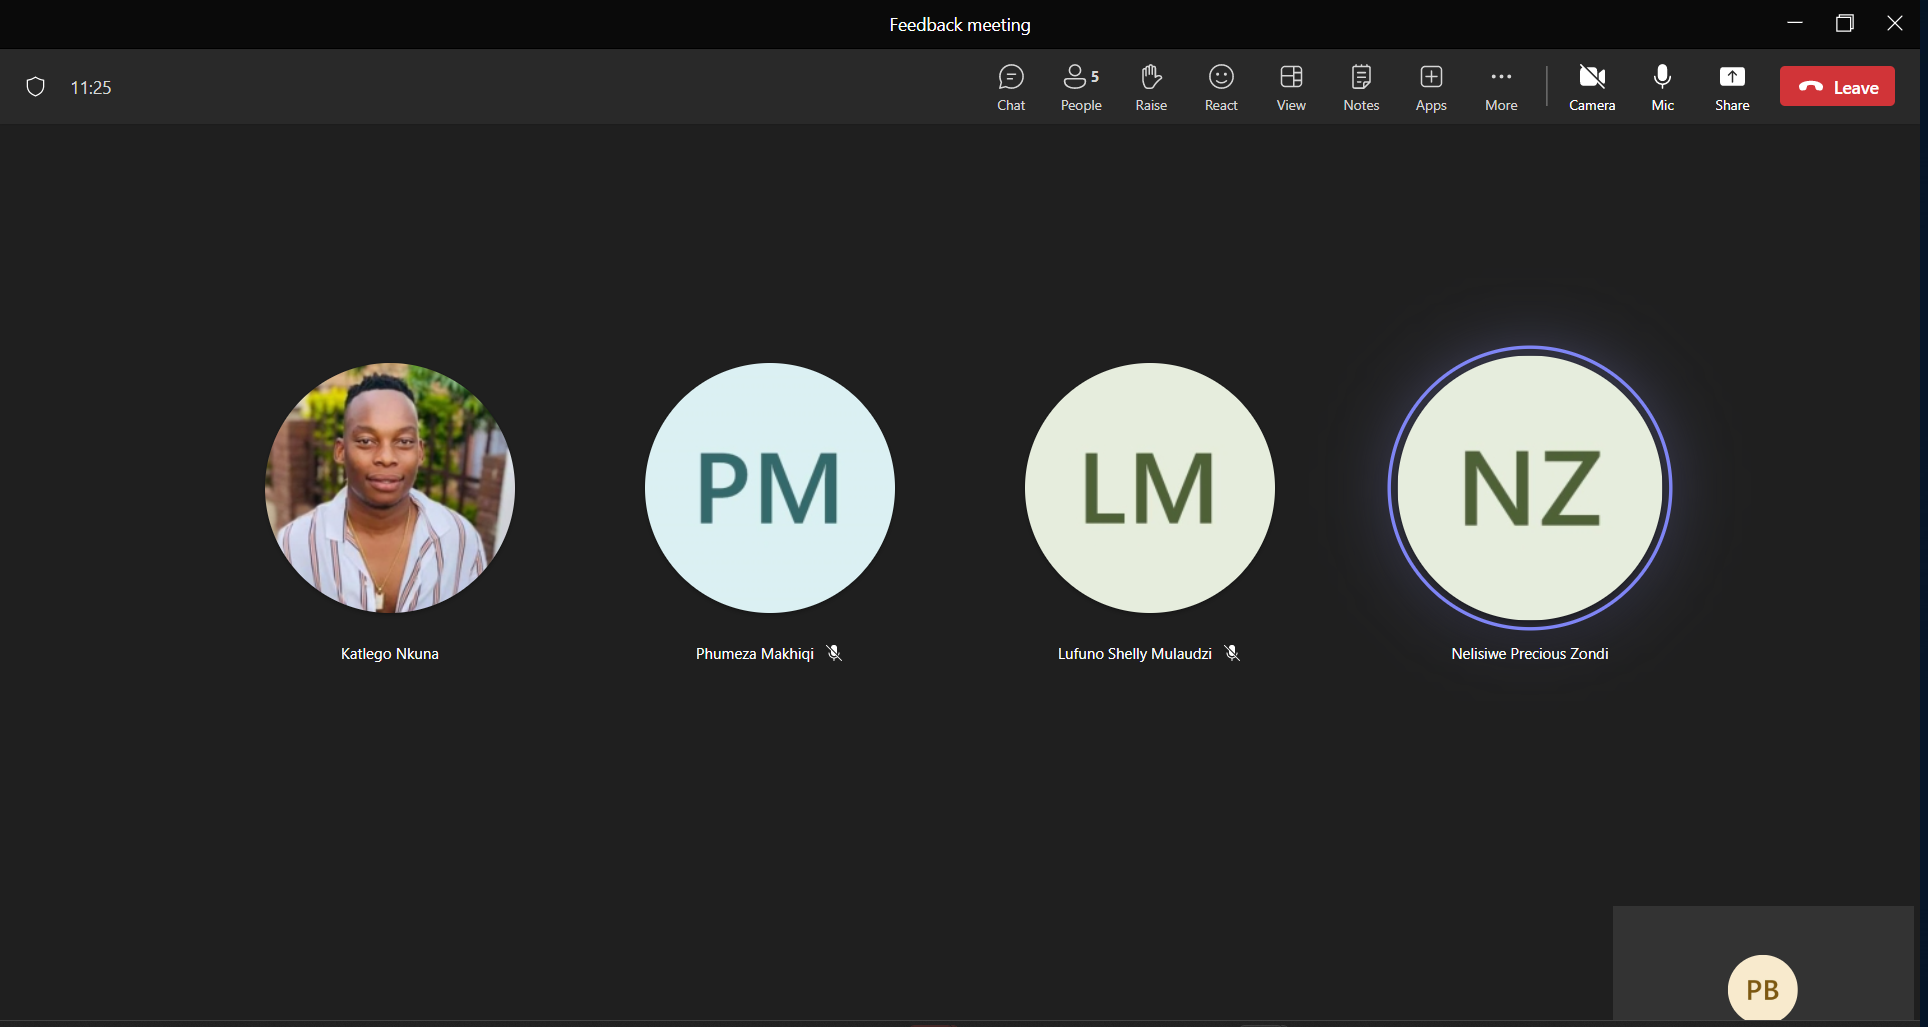 Feedback meeting
11:25
Chat
People 5
Raise
React
View
Notes
Apps
More
Camera
Mic
Share
Leave
PM
LM
NZ
Katlego Nkuna
Phumeza Makhiqi
Lufuno Shelly Mulaudzi
Nelisiwe Precious Zondi
PB